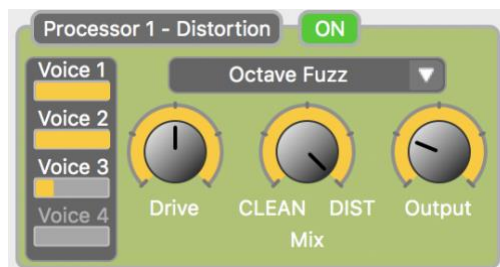 Processor 1 - Distortion
ON
Voice 1
Voice 2
Voice 3
Voice 4
Octave Fuzz
Drive
CLEAN DIST
Mix
Output